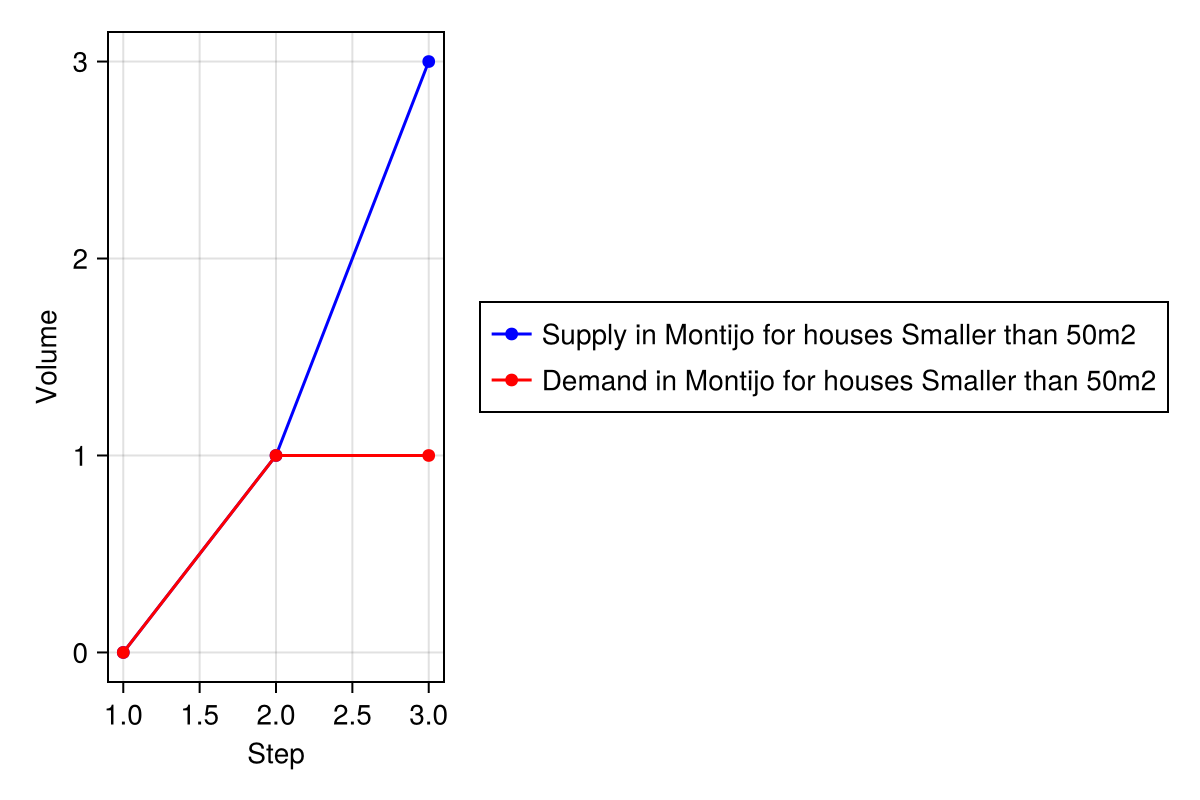 3
2
1
0
Volume
1.0 1.5 2.0 2.5 3.0
Step
Supply in Montijo for houses Smaller than 50m2
Demand in Montijo for houses Smaller than 50m2